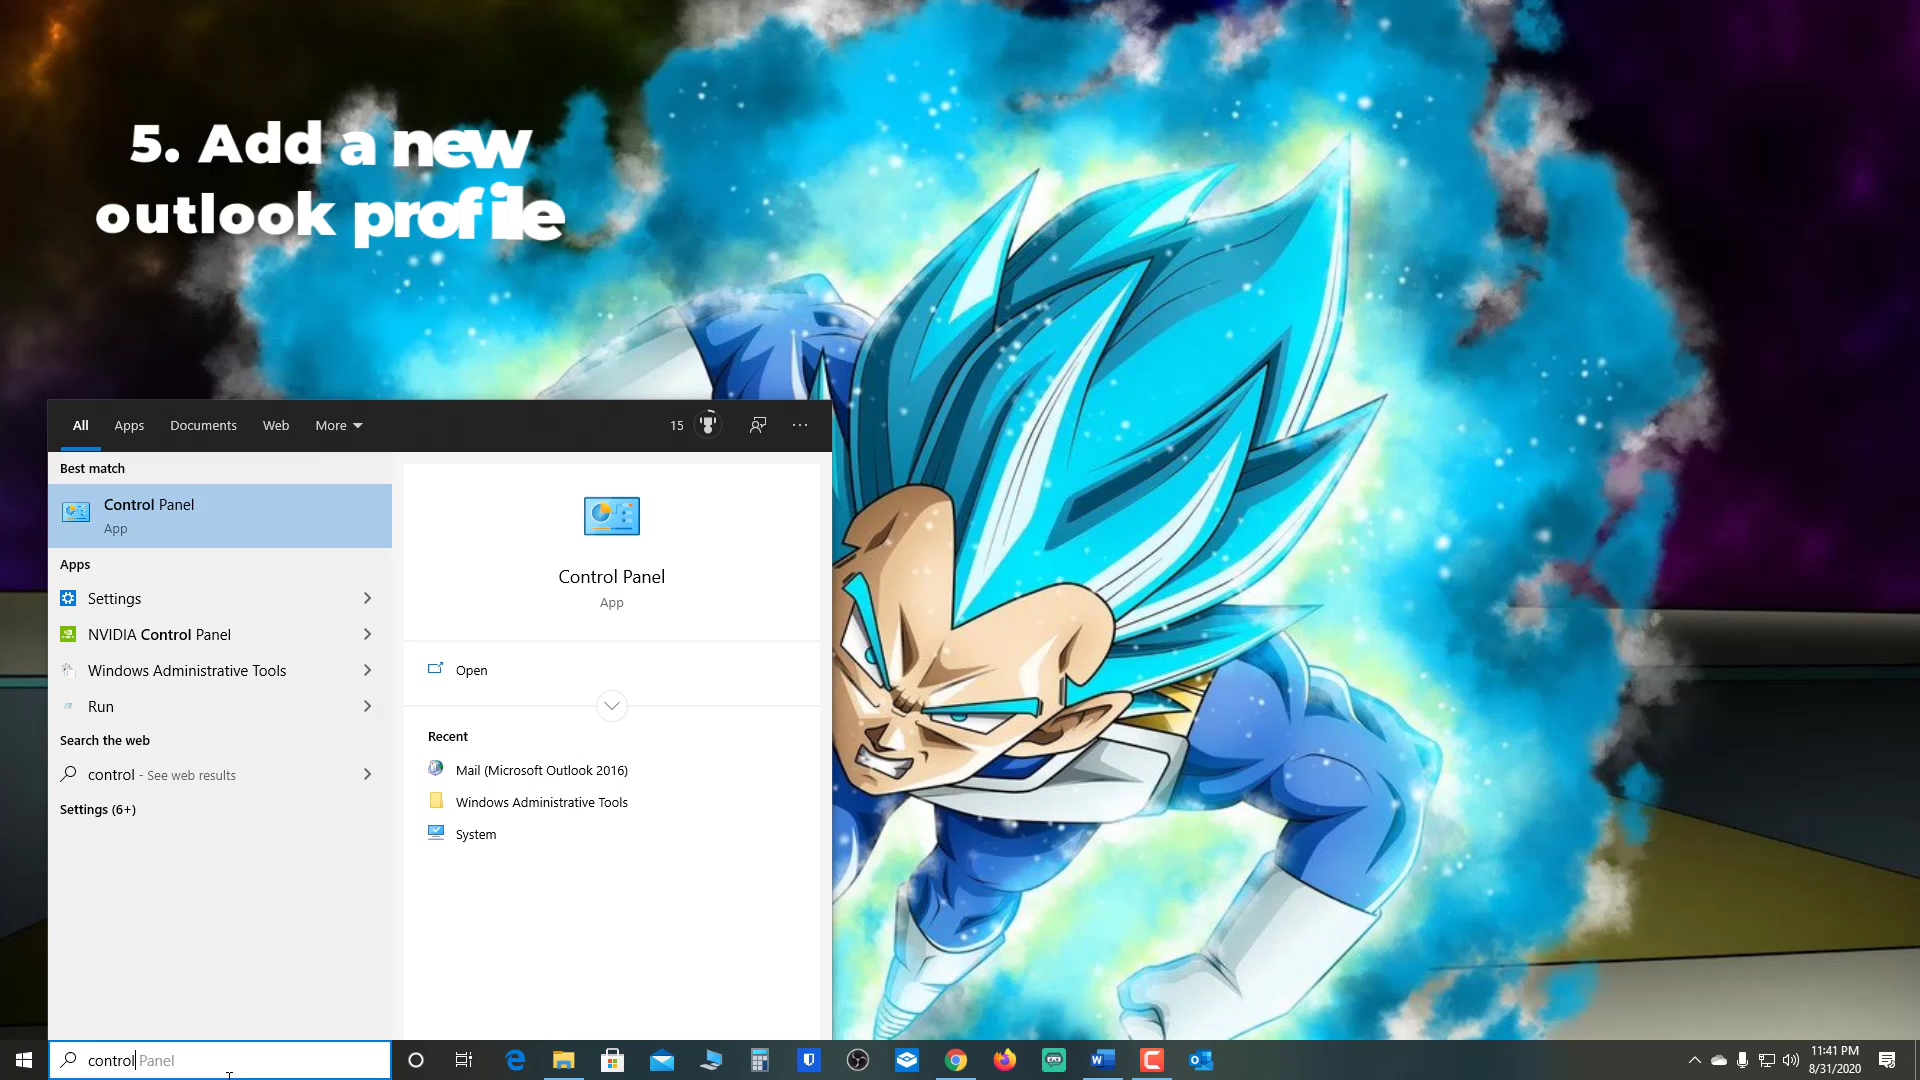 5. Add a new
outlook profile
All Apps Documents Web More 15 ...
Best match
Control Panel
App
Apps
Settings
NVIDIA Control Panel
Windows Administrative Tools
Run
Search the web
control - See web results
Settings (6+)
Control Panel
App
Open
Recent
Mail (Microsoft Outlook 2016)
Windows Administrative Tools
System
control Panel
11:41 PM
8/31/2020